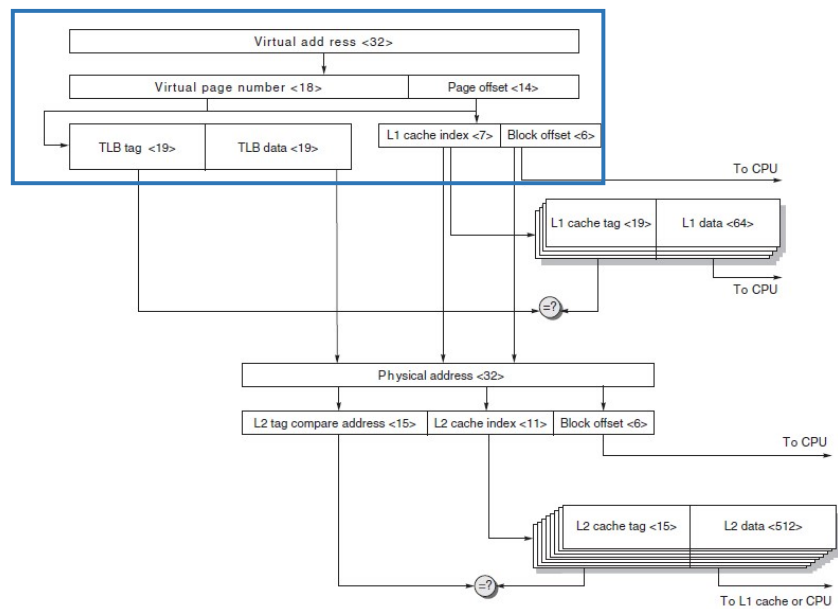 Virtual add ress <32>
Virtual page number <18> Page offset <14>
TLB tag <19> TLB data <19> L1 cache index <7> Block offset <6>
To CPU
L1 cache tag <19> L1 data <64>
To CPU
=?
Physical address <32>
L2 tag compare address <15> L2 cache index <11> Block offset <6>
To CPU
L2 cache tag <15> L2 data <512>
=?
To L1 cache or CPU